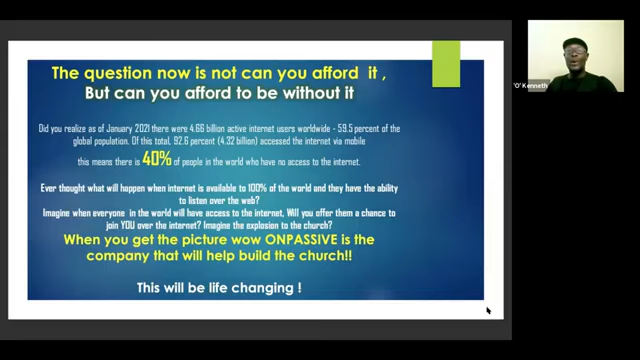 The question now is not can you afford it ,
But can you afford to be without it
Did you realize as of January 2021 there were 4.66 billion active internet users worldwide - 59.5 percent of the
global population. Of this total, 92.6 percent (4.32 billion) accessed the internet via mobile
this means there is 40% of people in the world who have no access to the internet.
Ever thought what will happen when internet is available to 100% of the world and they have the ability
to listen over the web?
Imagine when everyone in the world will have access to the internet, Will you offer them a chance to
join YOU over the internet? Imagine the explosion to the church?
When you get the picture wow ONPASSIVE is the
company that will help build the church!!
This will be life changing !
'O' Kenneth